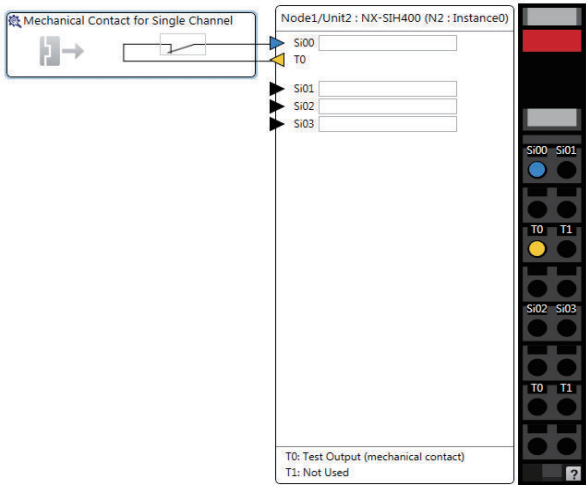 Mechanical Contact for Single Channel
Node1/Unit2 : NX-SIH400 (N2 : Instance0)
Si00
T0
Si01
Si02
Si03
T0: Test Output (mechanical contact)
T1: Not Used
Si00 Si01
T0 T1
Si02 Si03
T0 T1
?